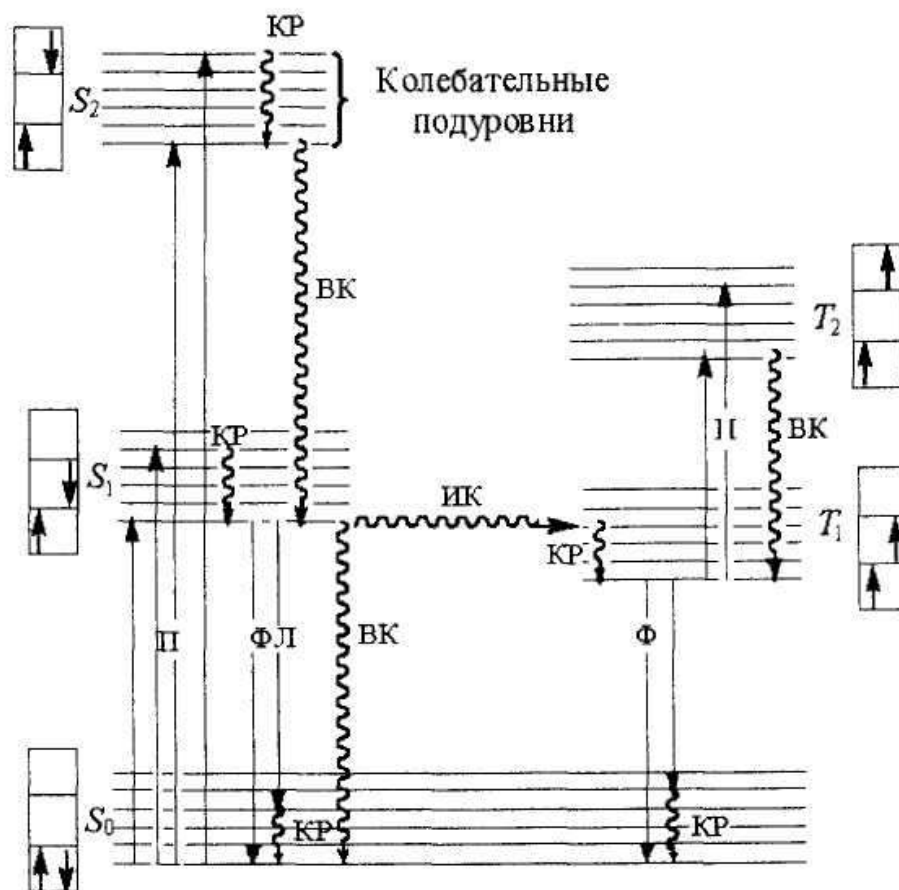 КР
S₂
Колебательные
подуровни
ВК
T₂
КР
S₁
П
ВК
ИК
T₁
КР
П
ФЛ
ВК
Ф
S₀
КР
КР